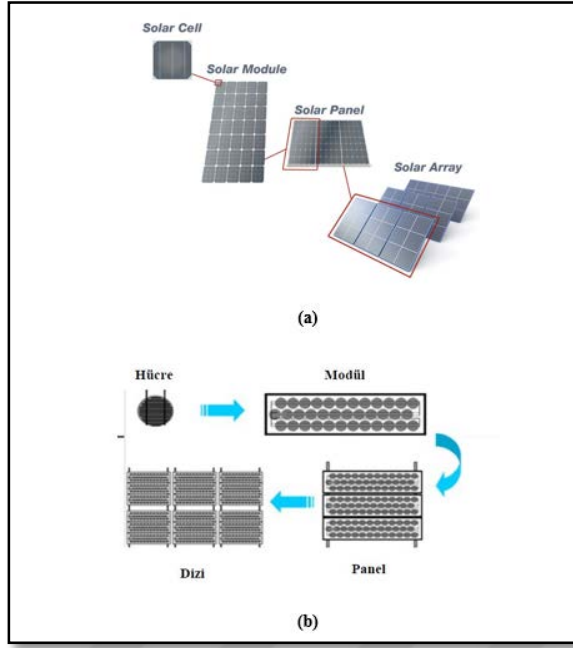 Solar Cell
Solar Module
Solar Panel
Solar Array
(a)
Hücre
Modül
Dizi
Panel
(b)